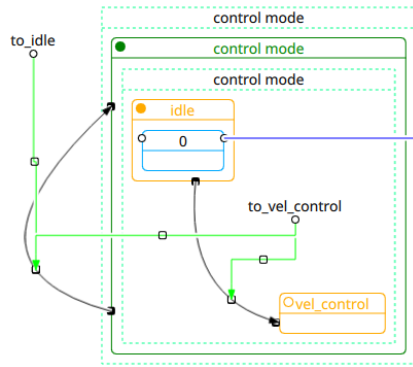 control mode
to_idle
control mode
control mode
idle
0
to_vel_control
vel_control